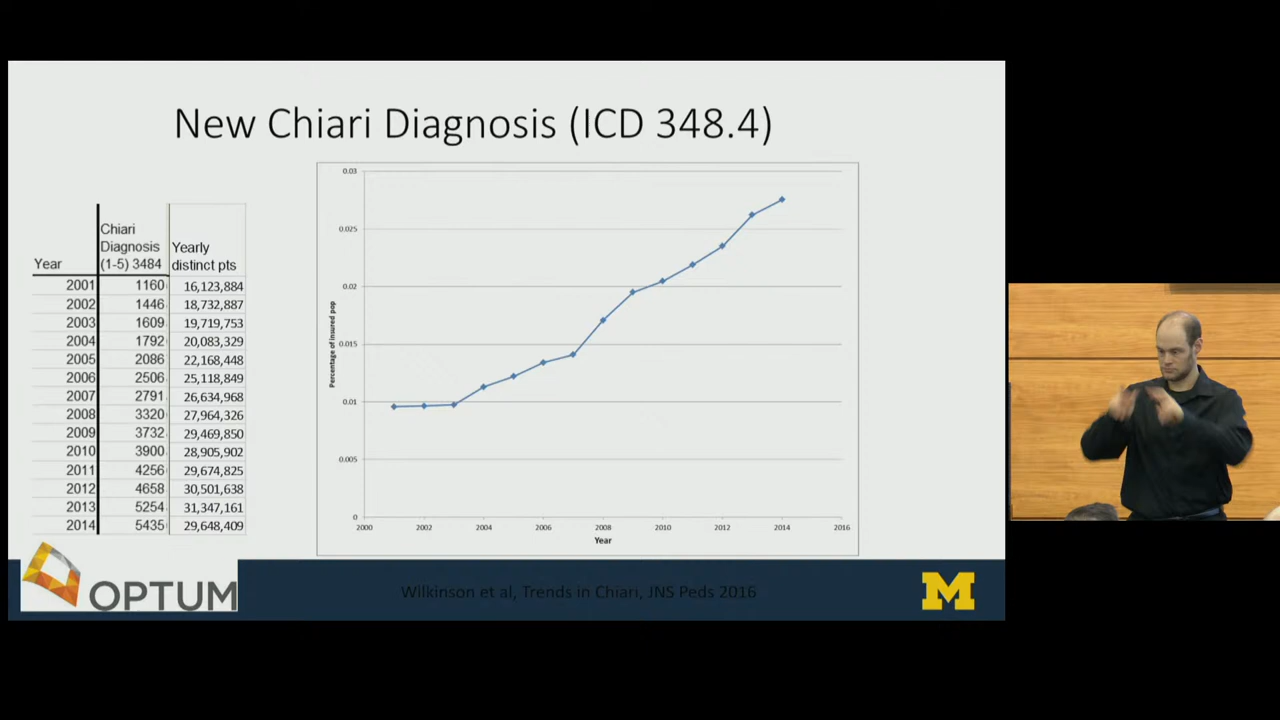 New Chiari Diagnosis (ICD 348.4)
Chiari
Diagnosis
Yearly
Year
(1-5) 3484
distinct pts
2001 1160 16,123,884
2002 1446 18,732,887
2003 1609 19,719,753
2004 1792 20,083,329
2005 2086 22,168,448
2006 2506 25,118,849
2007 2791 26,634,968
2008 3320 27,964,326
2009 3732 29,469,850
2010 3900 28,905,902
2011 4256 29,674,825
2012 4658 30,501,638
2013 5254 31,347,161
2014 5435 29,648,409
0.03
0.025
0.02
0.015
0.01
0.005
0
Percentage of insured pop
2000 2002 2004 2006 2008 2010 2012 2014 2016
Year
OPTUM
Wilkinson et al, Trends in Chiari, JNS Peds 2016
M